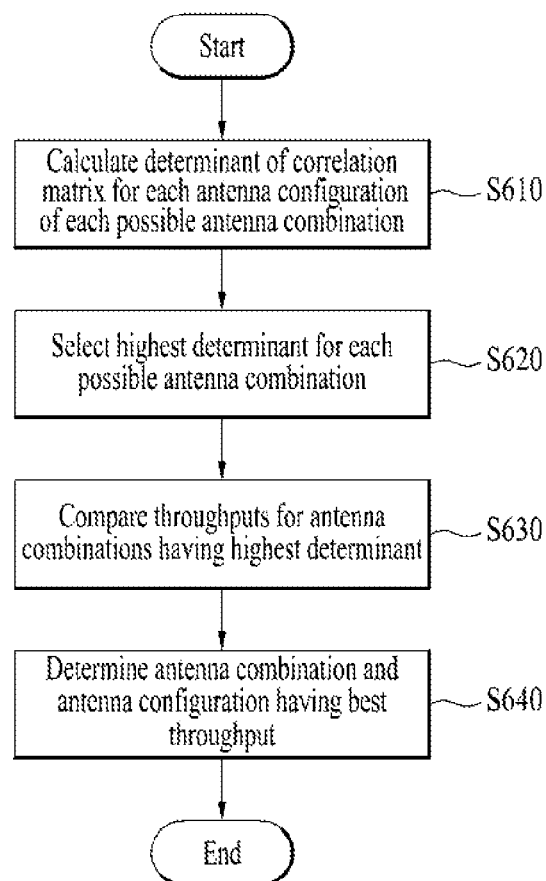 Start
Calculate determinant of correlation
matrix for each antenna configuration
of each possible antenna combination
S610
Select highest determinant for each
possible antenna combination
S620
Compare throughputs for antenna
combinations having highest determinant
S630
Determine antenna combination and
antenna configuration having best
throughput
S640
End